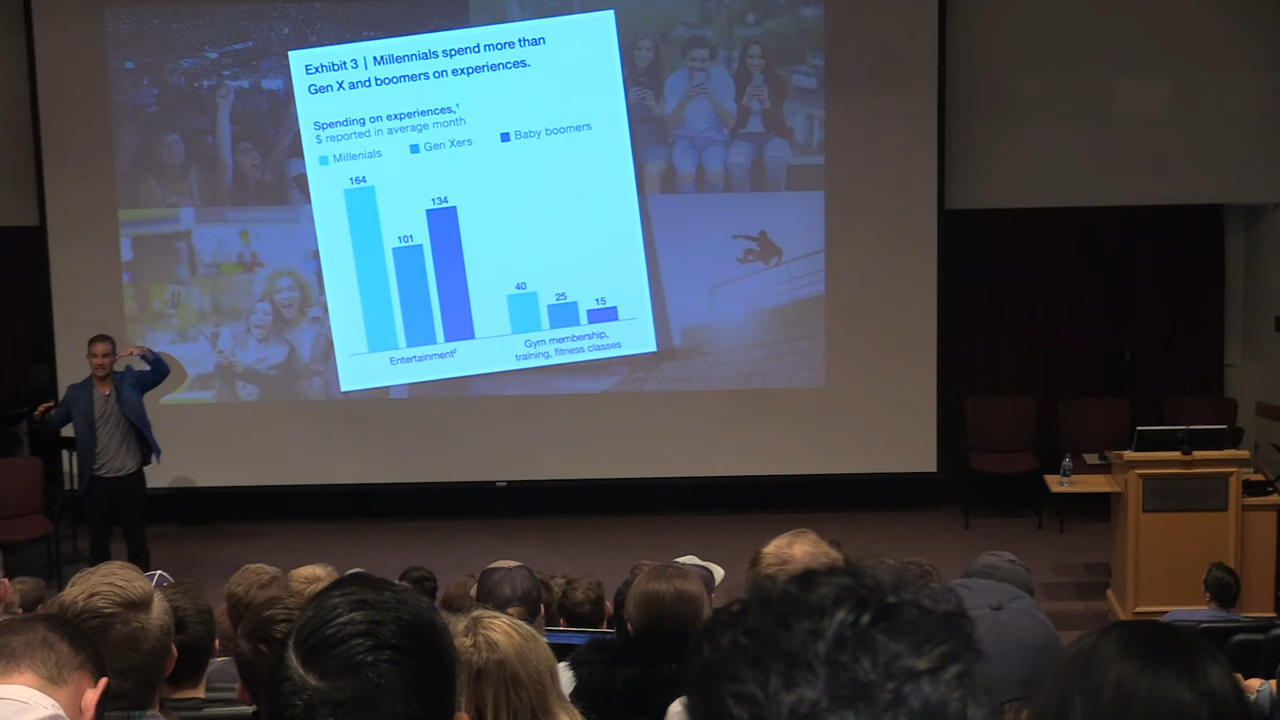 Exhibit 3 | Millennials spend more than
Gen X and boomers on experiences.
Spending on experiences,¹
$ reported in average month
Millenials Gen Xers Baby boomers
164
101
134
40
25
15
Entertainment²
Gym membership,
training, fitness classes